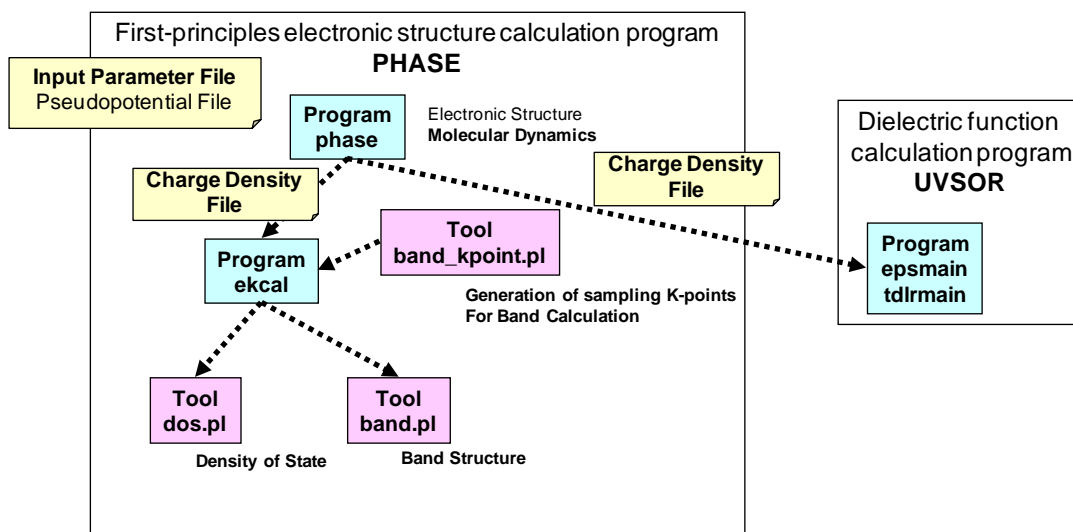 First-principles electronic structure calculation program
PHASE
Input Parameter File
Pseudopotential File
Program
phase
Electronic Structure
Molecular Dynamics
Charge Density
File
Charge Density
File
Dielectric function
calculation program
UVSOR
Program
ekcal
Tool
band_kpoint.pl
Generation of sampling K-points
For Band Calculation
Program
epsmain
tdlrmain
Tool
dos.pl
Density of State
Tool
band.pl
Band Structure